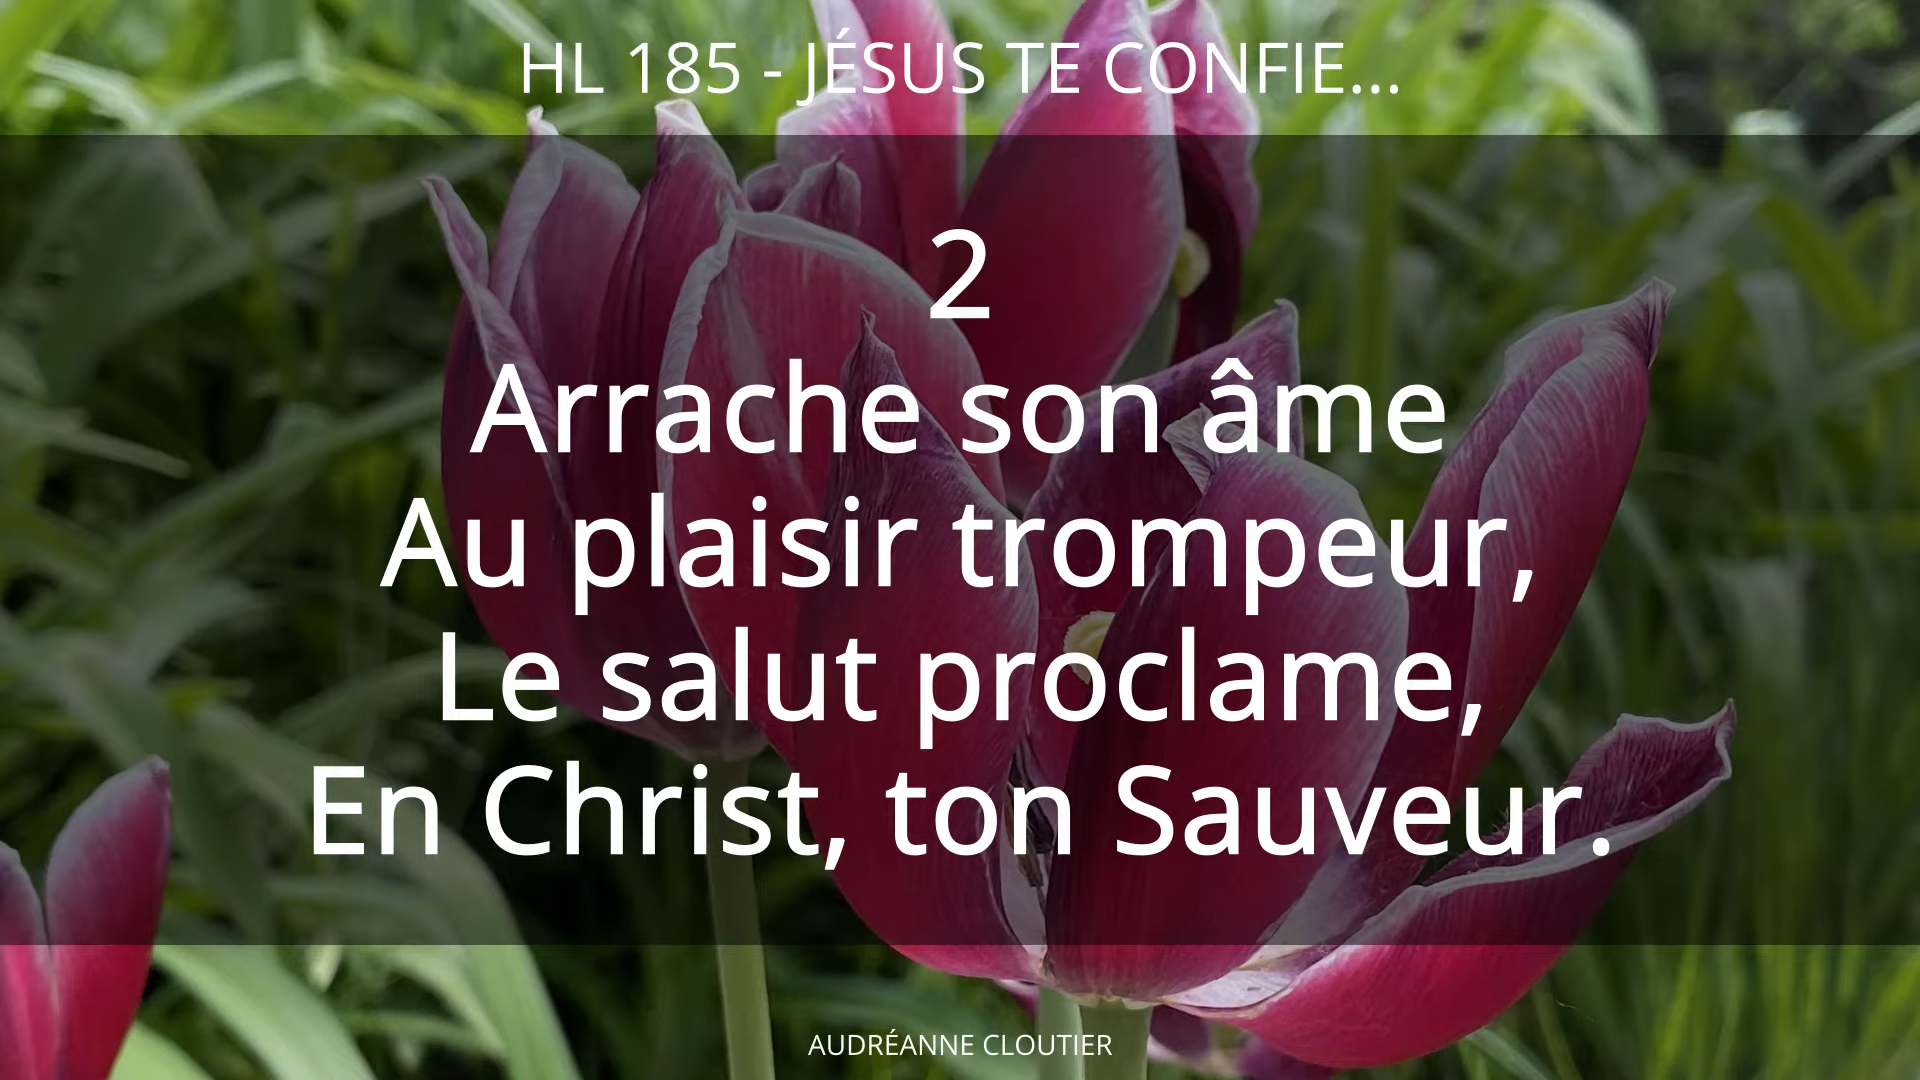 HL 185 - JÉSUS TE CONFIE...
2
Arrache son âme
Au plaisir trompeur,
Le salut proclame,
En Christ, ton Sauveur.
AUDRÉANNE CLOUTIER